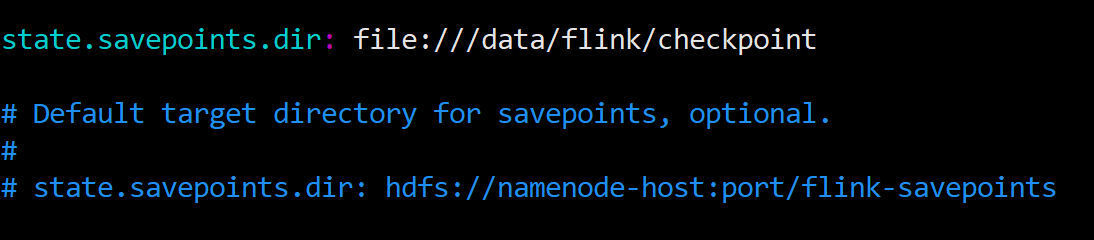 state.savepoints.dir: file:///data/flink/checkpoint
# Default target directory for savepoints, optional.
#
# state.savepoints.dir: hdfs://namenode-host:port/flink-savepoints